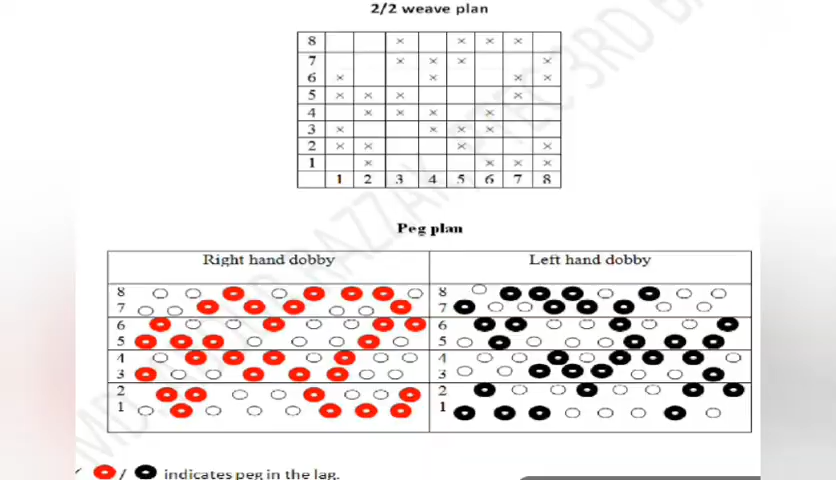 2/2 weave plan
8 × × × ×
7 × × × ×
6 × × × ×
5 × × × ×
4 × × × ×
3 × × × ×
2 × × × ×
1 × × × ×
1 2 3 4 5 6 7 8
Peg plan
Right hand dobby Left hand dobby
8 8
7 7
6 6
5 5
4 4
3 3
2 2
1 1
/ indicates peg in the lag.